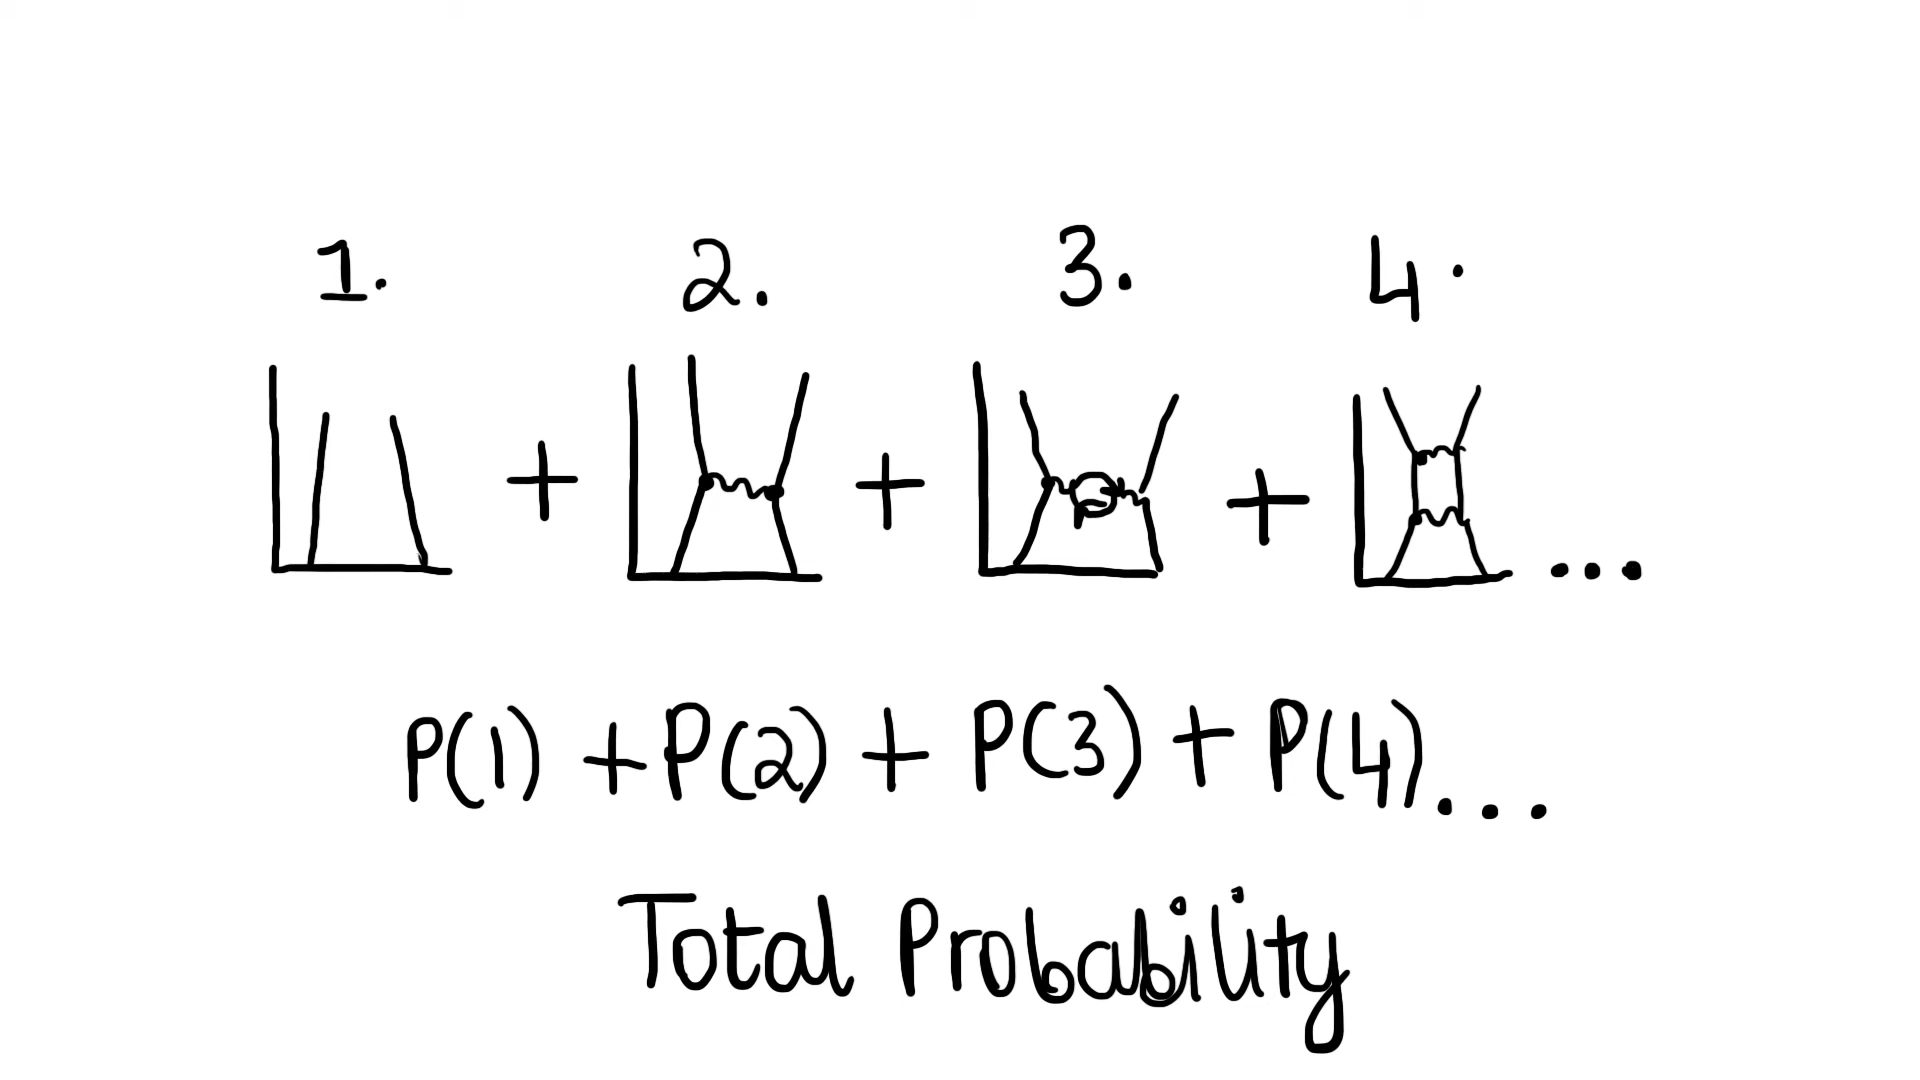 1. 2. 3. 4.
+ + + ...
P(1) + P(2) + P(3) + P(4)...
Total Probability